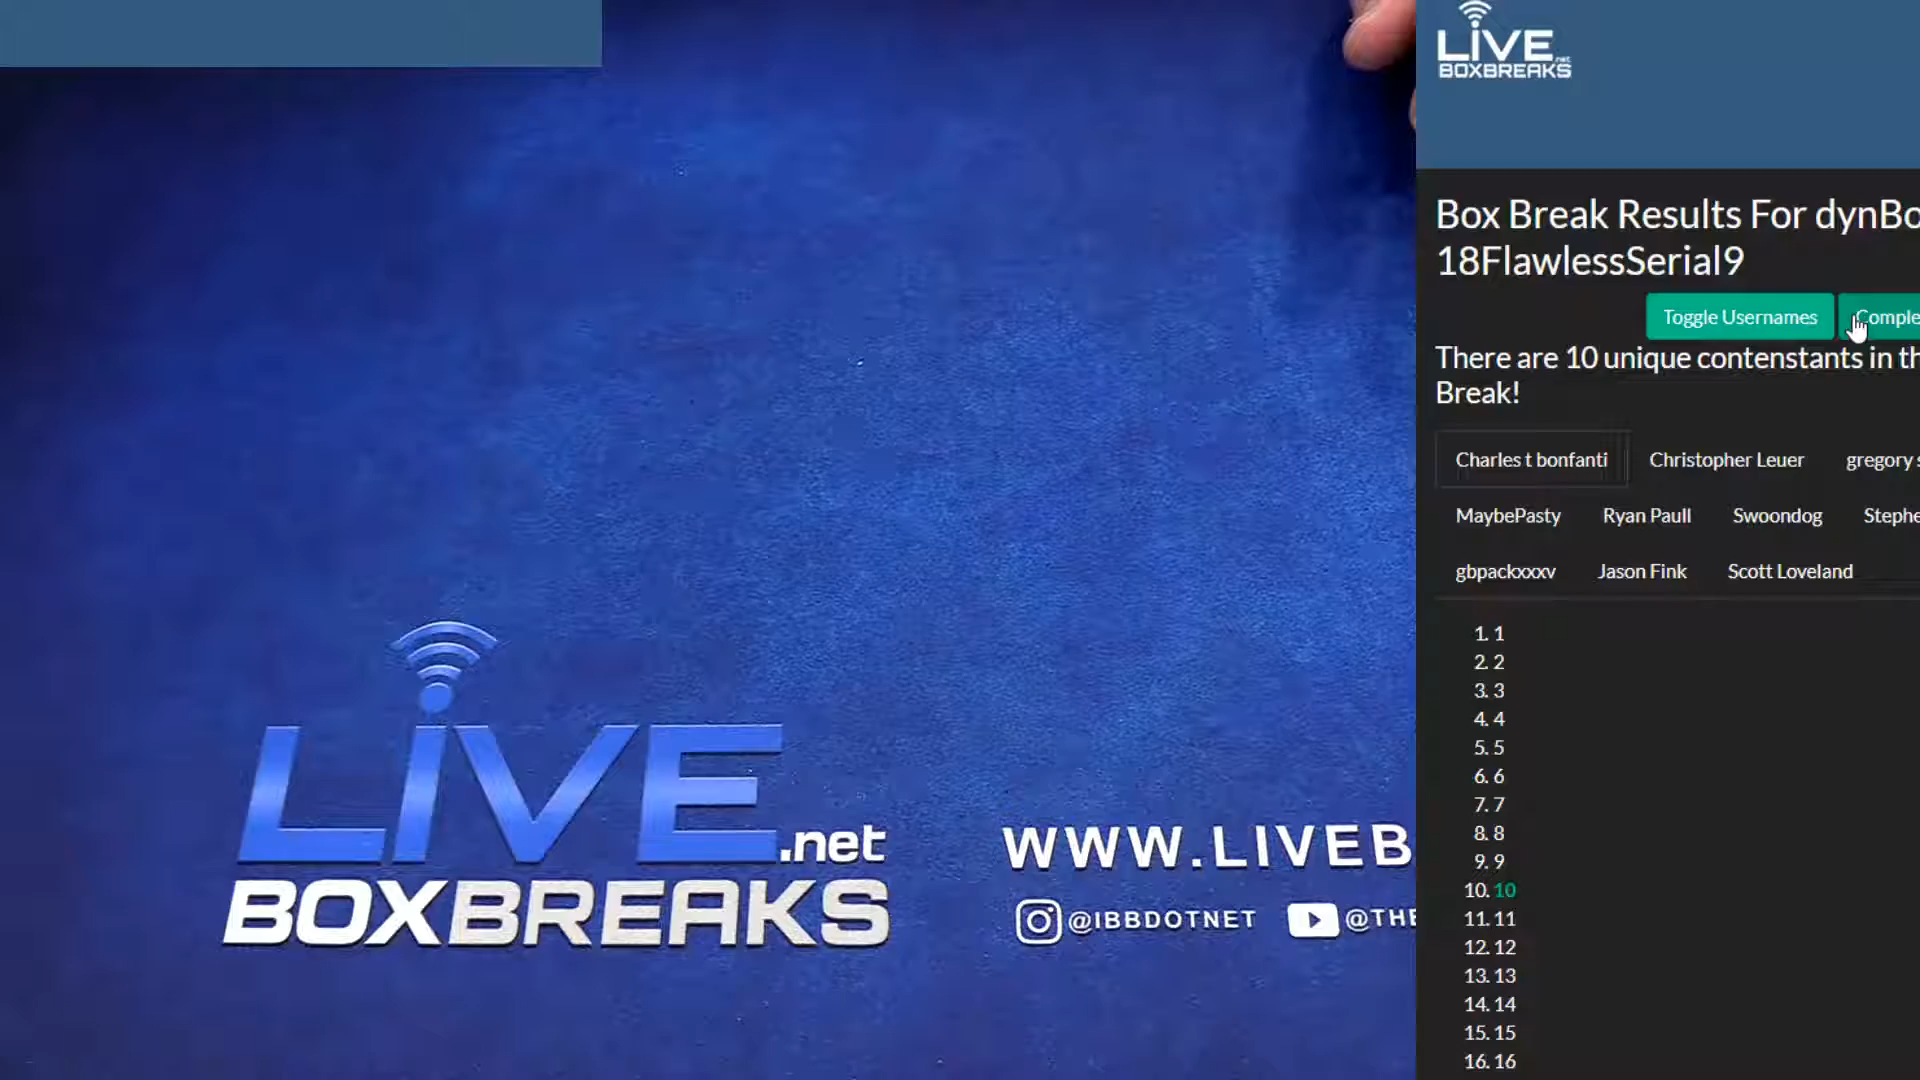 LiVE
.net
BOXBREAKS
WWW.LIVEB
@IBBDOTNET
@THE
LiVE
.net
BOXBREAKS
Box Break Results For dynBo
18FlawlessSerial9
Toggle Usernames
Comple
There are 10 unique contenstants in th
Break!
Charles t bonfanti
Christopher Leuer
gregory s
MaybePasty
Ryan Paull
Swoondog
Stephe
gbpackxxxv
Jason Fink
Scott Loveland
1. 1
2. 2
3. 3
4. 4
5. 5
6. 6
7. 7
8. 8
9. 9
10. 10
11. 11
12. 12
13. 13
14. 14
15. 15
16. 16